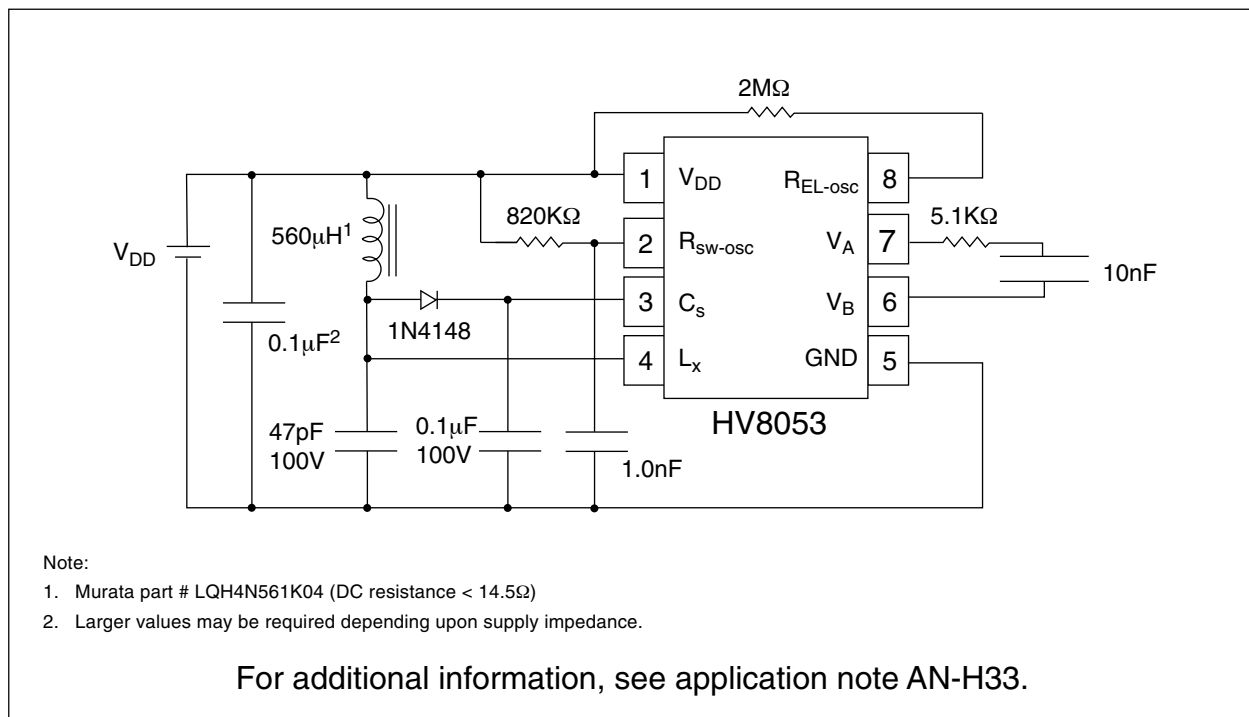 2MΩ
1 V_DD R_EL-osc 8
820KΩ
5.1KΩ
560μH¹
2 R_sw-osc V_A 7
V_DD
10nF
3 C_s V_B 6
1N4148
0.1μF²
4 L_x GND 5
HV8053
47pF 100V
0.1μF 100V
1.0nF
Note:
1. Murata part # LQH4N561K04 (DC resistance < 14.5Ω)
2. Larger values may be required depending upon supply impedance.
For additional information, see application note AN-H33.